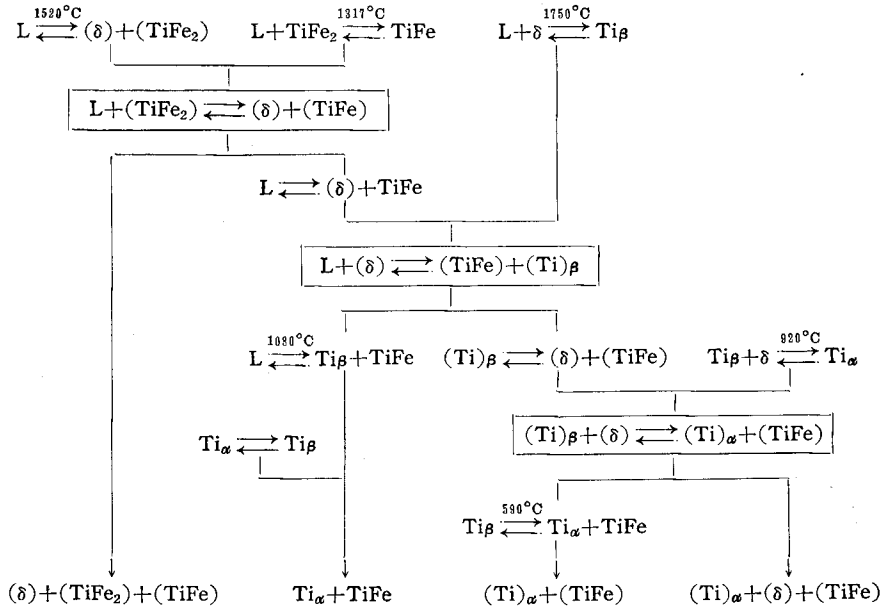 L 1520°C ⇄ (δ)+(TiFe₂)
L+TiFe₂ 1317°C ⇄ TiFe
L+δ 1750°C ⇄ Tiβ
L+(TiFe₂) ⇄ (δ)+(TiFe)
L ⇄ (δ)+TiFe
L+(δ) ⇄ (TiFe)+(Ti)β
L 1080°C ⇄ Tiβ+TiFe
(Ti)β ⇄ (δ)+(TiFe)
Tiβ+δ 920°C ⇄ Tiα
Tiα ⇄ Tiβ
(Ti)β+(δ) ⇄ (Ti)α+(TiFe)
Tiβ 590°C ⇄ Tiα+TiFe
(δ)+(TiFe₂)+(TiFe)
Tiα+TiFe
(Ti)α+(TiFe)
(Ti)α+(δ)+(TiFe)